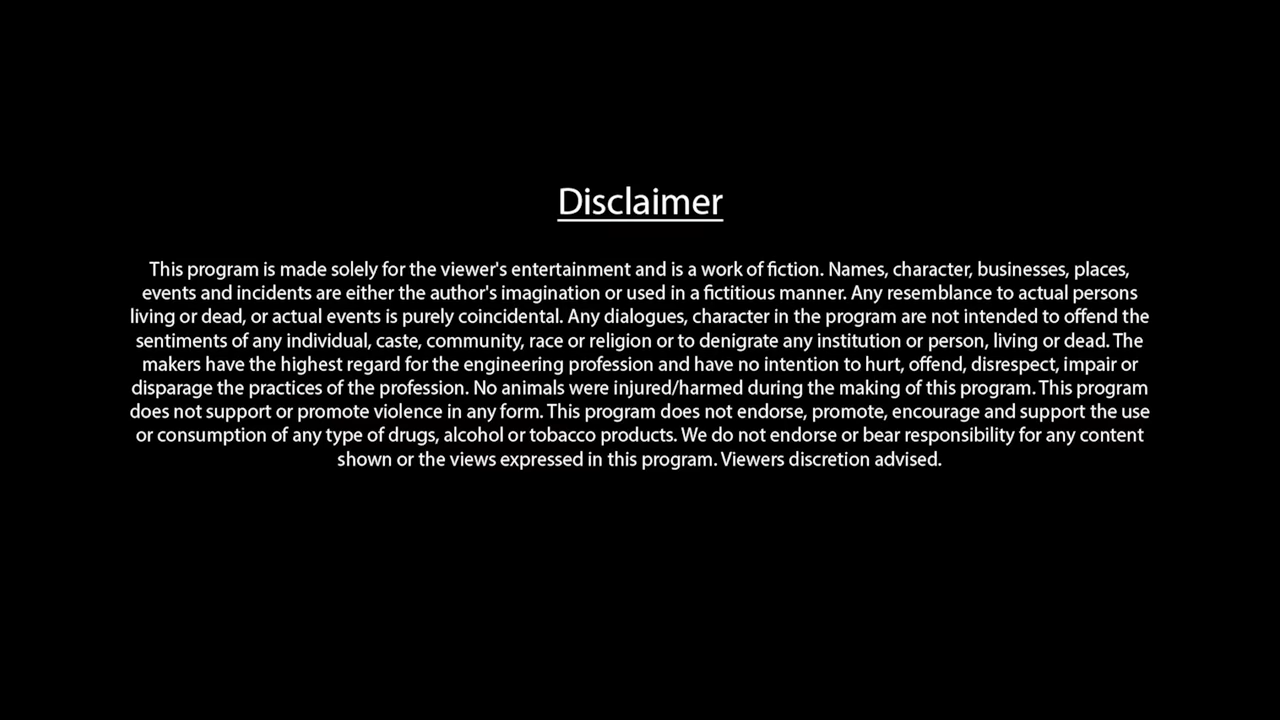 Disclaimer
This program is made solely for the viewer's entertainment and is a work of fiction. Names, character, businesses, places,
events and incidents are either the author's imagination or used in a fictitious manner. Any resemblance to actual persons
living or dead, or actual events is purely coincidental. Any dialogues, character in the program are not intended to offend the
sentiments of any individual, caste, community, race or religion or to denigrate any institution or person, living or dead. The
makers have the highest regard for the engineering profession and have no intention to hurt, offend, disrespect, impair or
disparage the practices of the profession. No animals were injured/harmed during the making of this program. This program
does not support or promote violence in any form. This program does not endorse, promote, encourage and support the use
or consumption of any type of drugs, alcohol or tobacco products. We do not endorse or bear responsibility for any content
shown or the views expressed in this program. Viewers discretion advised.